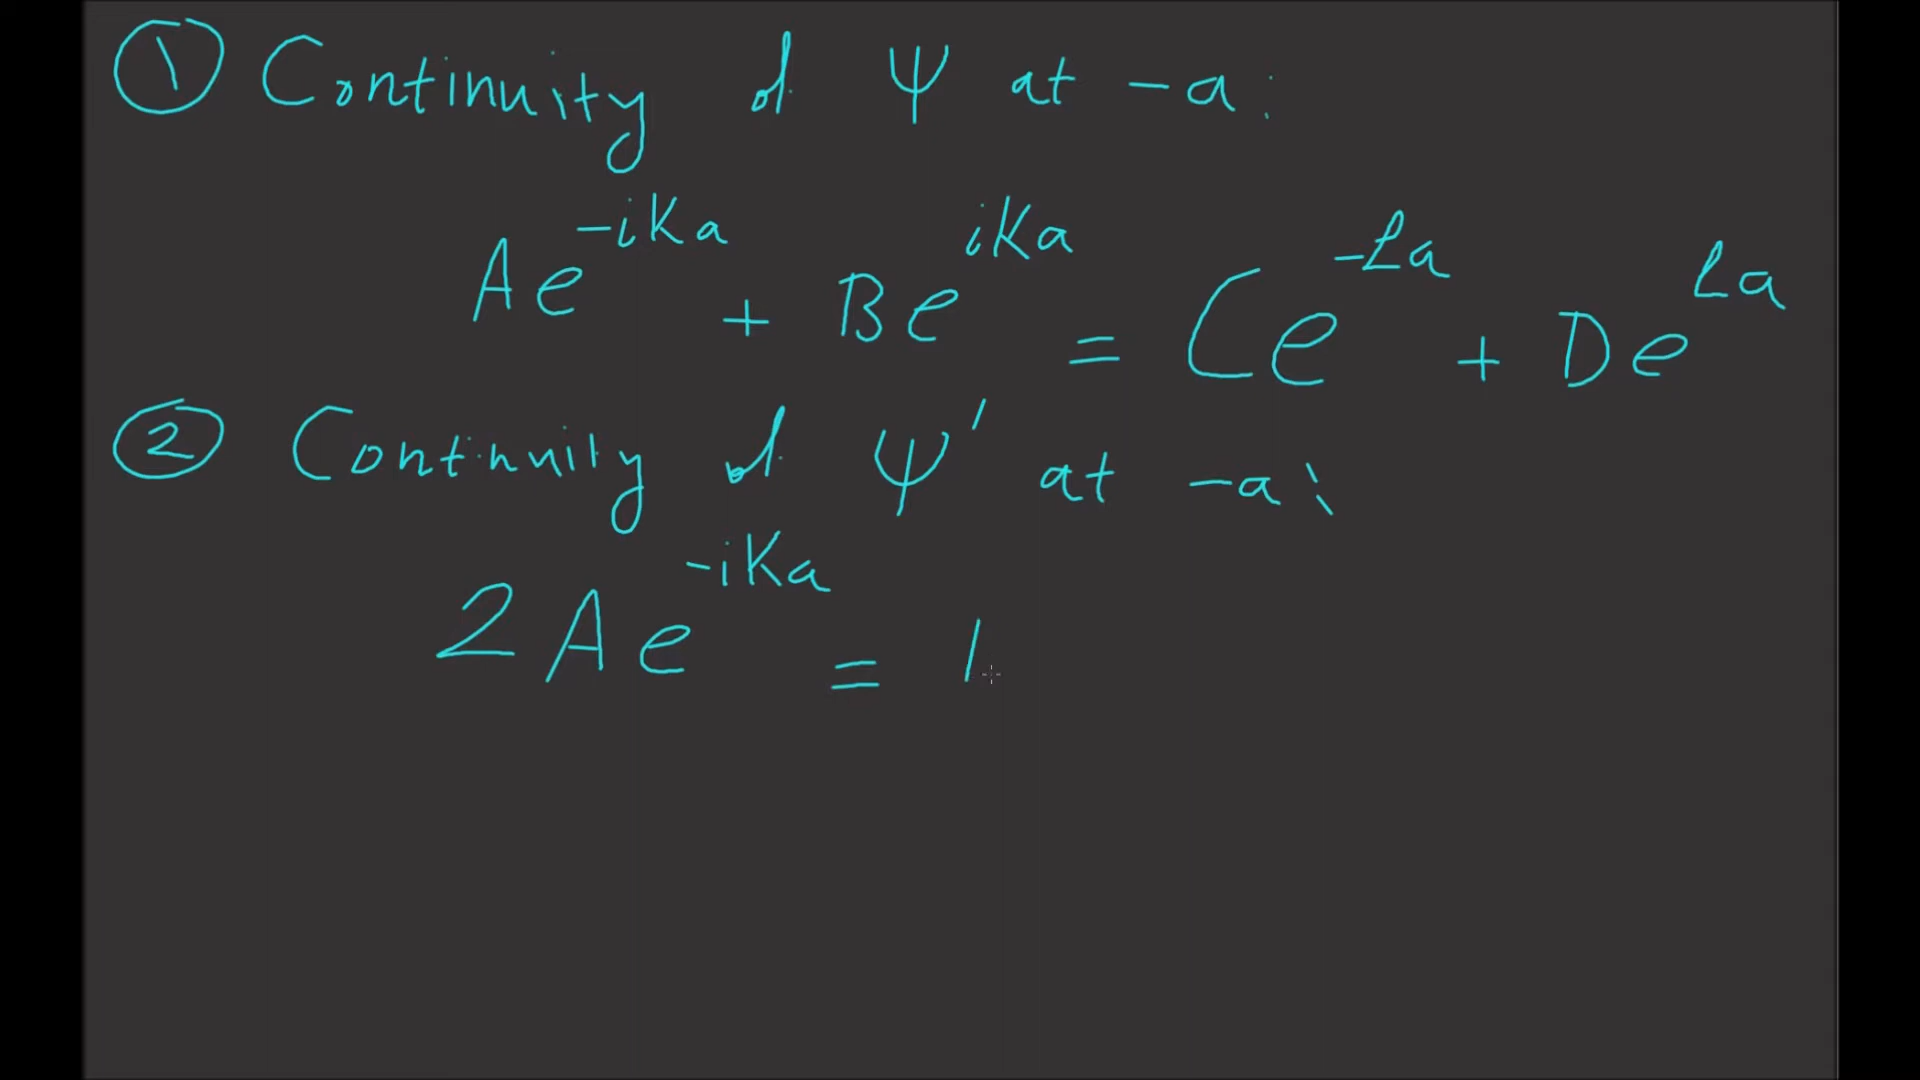 ① Continuity of Ψ at -a:
Ae^{-ika} + Be^{ika} = Ce^{-la} + De^{la}
② Continuity of Ψ' at -a:
2Ae^{-ika} =